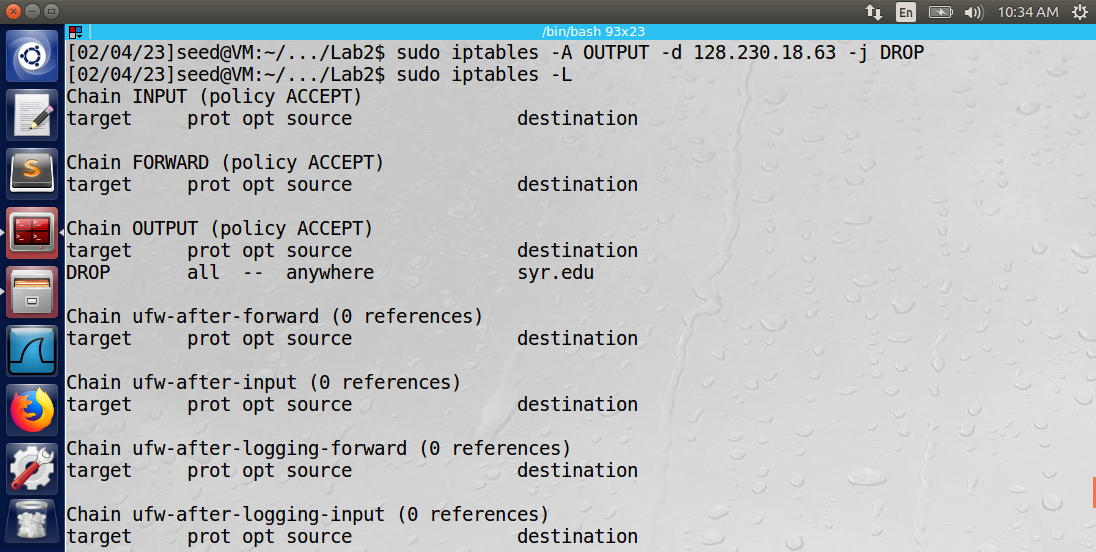 En 10:34 AM
/bin/bash 93x23
[02/04/23]seed@VM:~/.../Lab2$ sudo iptables -A OUTPUT -d 128.230.18.63 -j DROP
[02/04/23]seed@VM:~/.../Lab2$ sudo iptables -L
Chain INPUT (policy ACCEPT)
target     prot opt source               destination

Chain FORWARD (policy ACCEPT)
target     prot opt source               destination

Chain OUTPUT (policy ACCEPT)
target     prot opt source               destination
DROP       all  --  anywhere             syr.edu

Chain ufw-after-forward (0 references)
target     prot opt source               destination

Chain ufw-after-input (0 references)
target     prot opt source               destination

Chain ufw-after-logging-forward (0 references)
target     prot opt source               destination

Chain ufw-after-logging-input (0 references)
target     prot opt source               destination